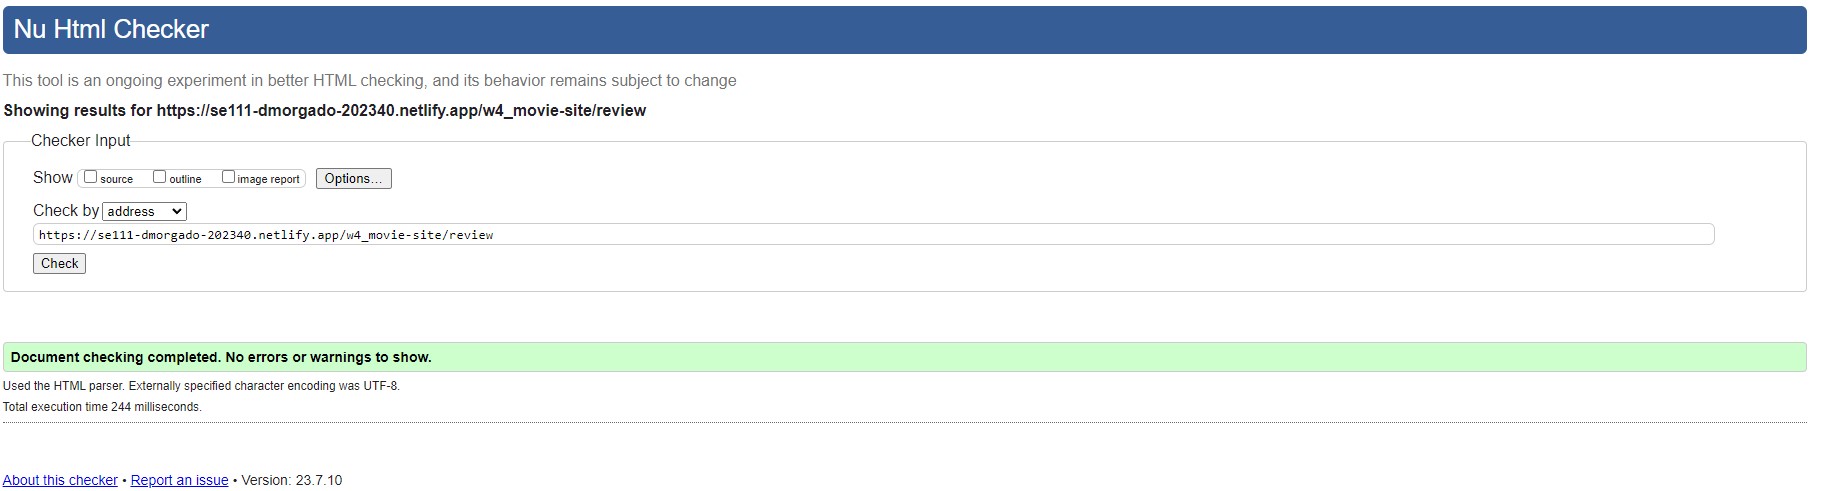 Nu Html Checker
This tool is an ongoing experiment in better HTML checking, and its behavior remains subject to change
Showing results for https://se111-dmorgado-202340.netlify.app/w4_movie-site/review
Checker Input
Show source outline image report Options...
Check by address
https://se111-dmorgado-202340.netlify.app/w4_movie-site/review
Check
Document checking completed. No errors or warnings to show.
Used the HTML parser. Externally specified character encoding was UTF-8.
Total execution time 244 milliseconds.
About this checker • Report an issue • Version: 23.7.10